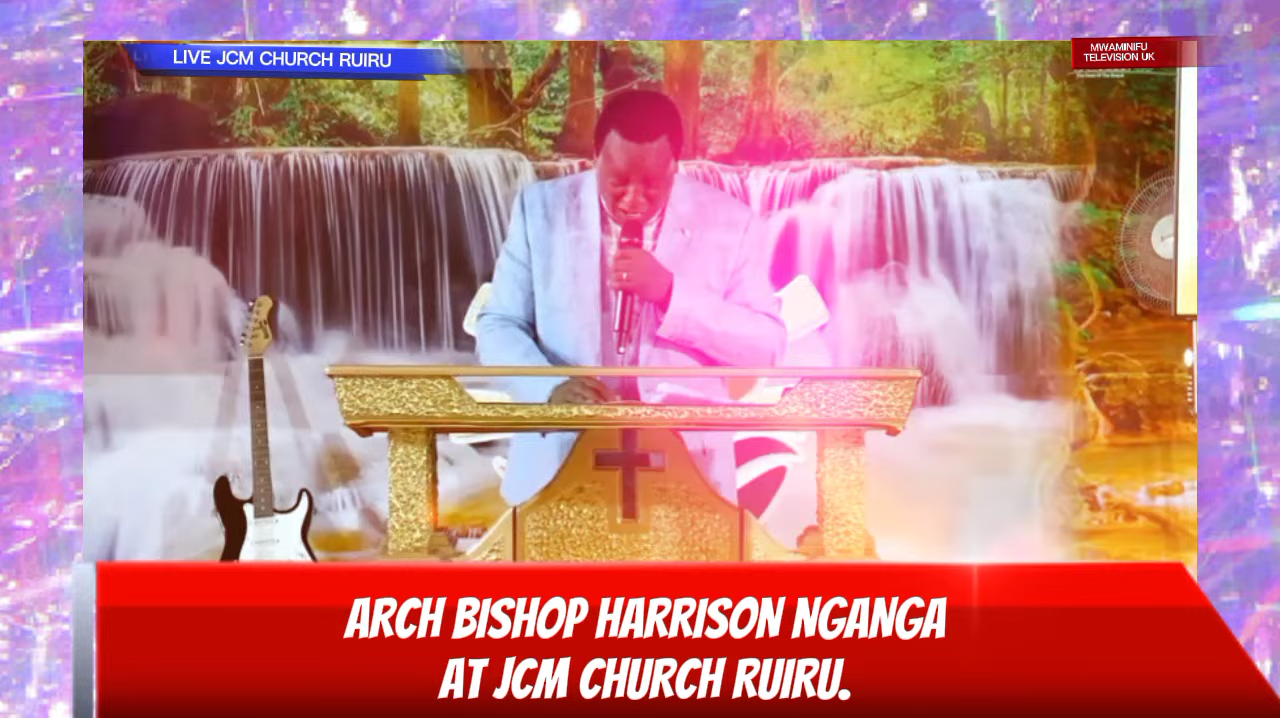 LIVE JCM CHURCH RUIRU
MWAMINIFU
TELEVISION UK
ARCH BISHOP HARRISON NGANGA
AT JCM CHURCH RUIRU.